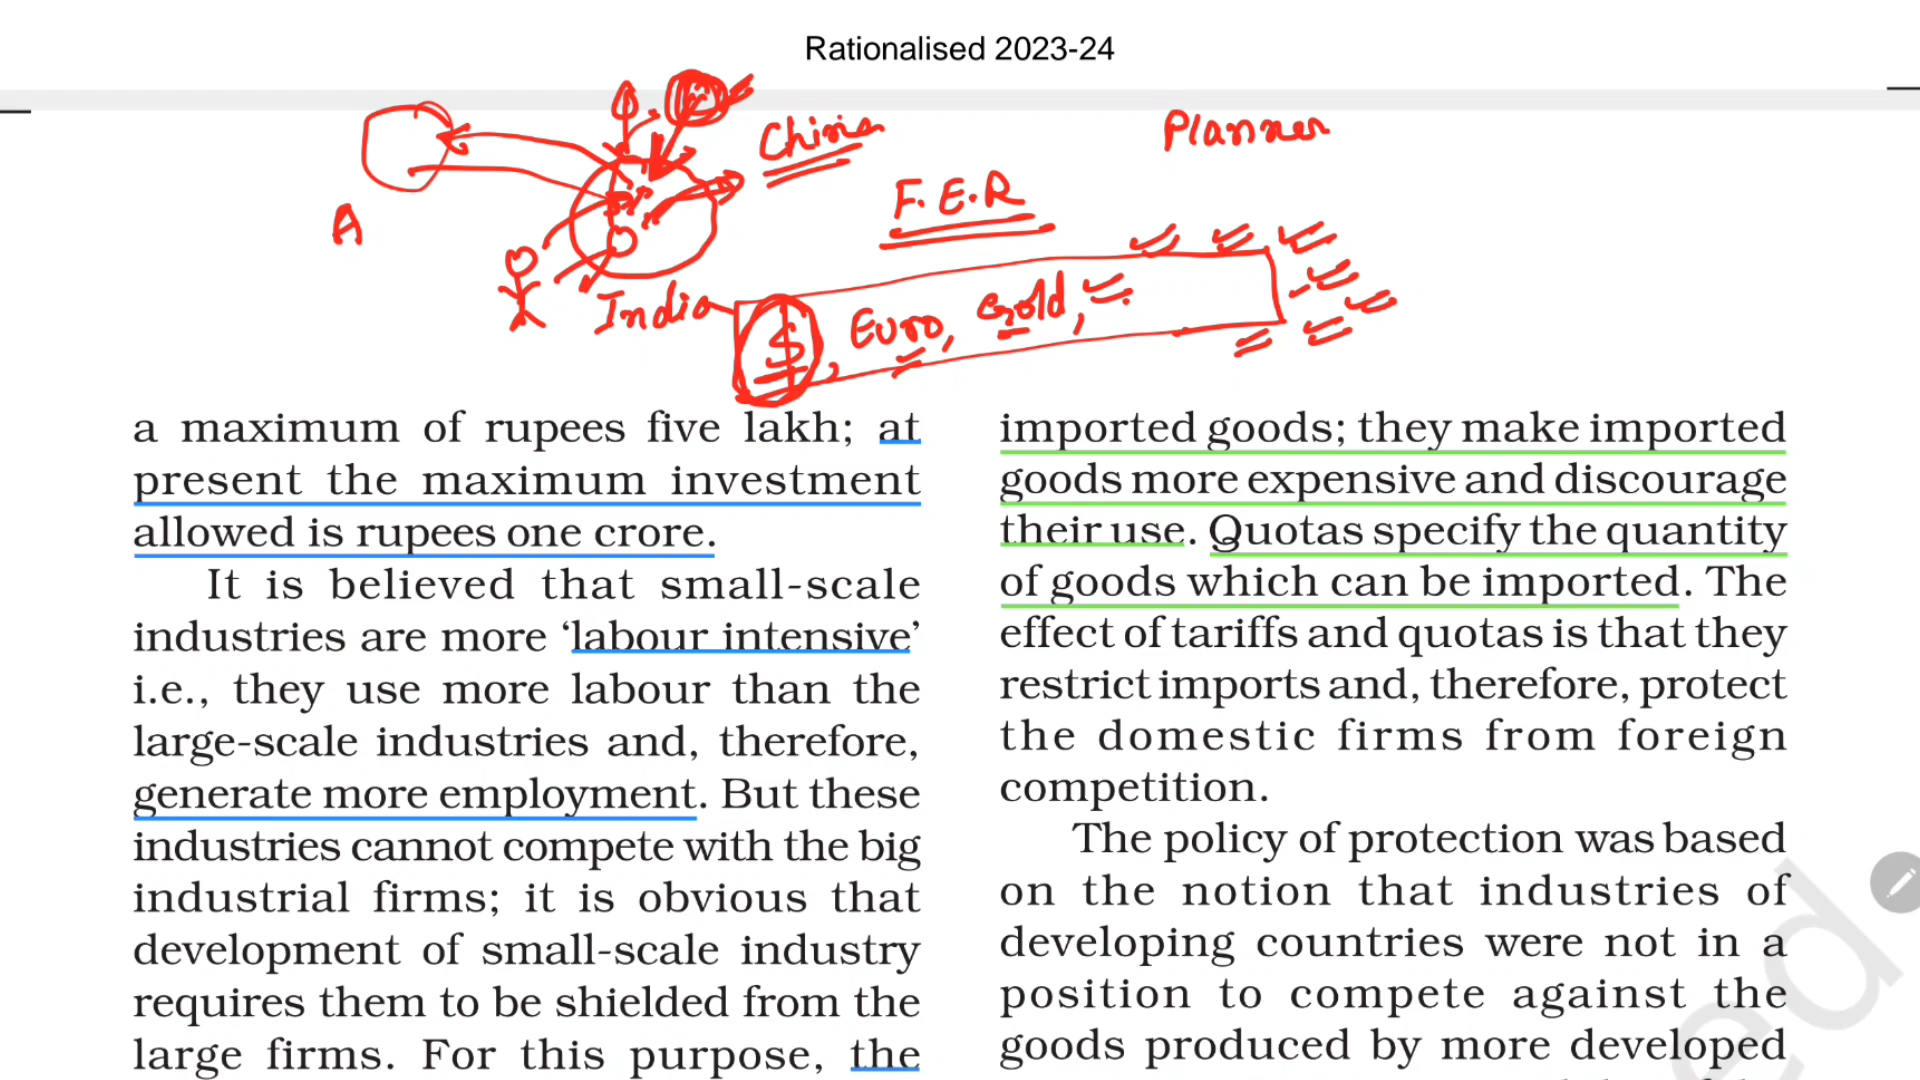 Rationalised 2023-24
China
Planner
F.E.R
A
India
$, Euro, Gold,
a maximum of rupees five lakh; at
present the maximum investment
allowed is rupees one crore.
It is believed that small-scale
industries are more ‘labour intensive’
i.e., they use more labour than the
large-scale industries and, therefore,
generate more employment. But these
industries cannot compete with the big
industrial firms; it is obvious that
development of small-scale industry
requires them to be shielded from the
large firms. For this purpose, the
imported goods; they make imported
goods more expensive and discourage
their use. Quotas specify the quantity
of goods which can be imported. The
effect of tariffs and quotas is that they
restrict imports and, therefore, protect
the domestic firms from foreign
competition.
The policy of protection was based
on the notion that industries of
developing countries were not in a
position to compete against the
goods produced by more developed